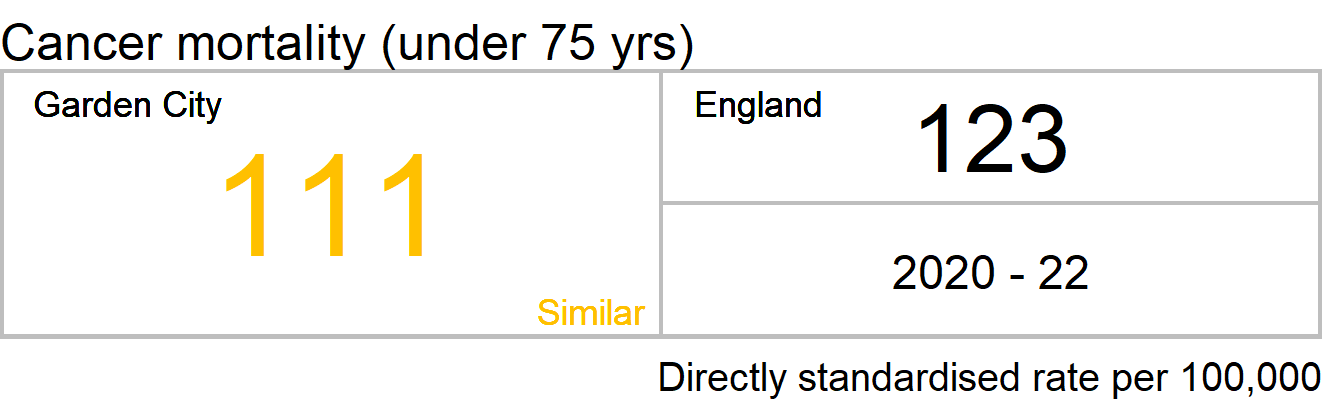 Cancer mortality (under 75 yrs)
Garden City
111
Similar
England
123
2020 - 22
Directly standardised rate per 100,000